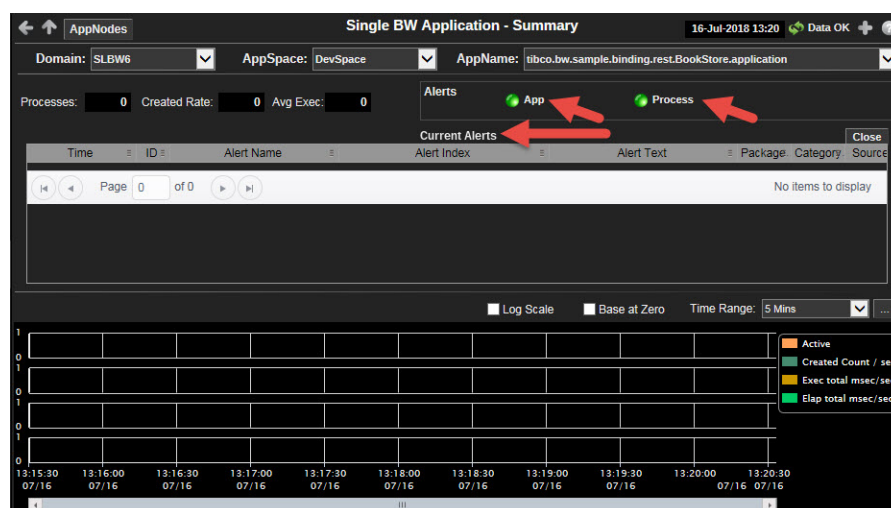 AppNodes Single BW Application - Summary 16-Jul-2018 13:20 Data OK
Domain: SLBW6 AppSpace: DevSpace AppName: tibco.bw.sample.binding.rest.BookStore.application
Processes: 0 Created Rate: 0 Avg Exec: 0 Alerts App Process
Current Alerts Close
Time ID Alert Name Alert Index Alert Text Package Category Source
Page 0 of 0 No items to display
Log Scale Base at Zero Time Range: 5 Mins ...
1
0
1
0
1
0
1
0
Active
Created Count / se
Exec total msec/sec
Elap total msec/sec
13:15:30 13:16:00 13:16:30 13:17:00 13:17:30 13:18:00 13:18:30 13:19:00 13:19:30 13:20:00 13:20:30
07/16 07/16 07/16 07/16 07/16 07/16 07/16 07/16 07/16 07/16 07/16